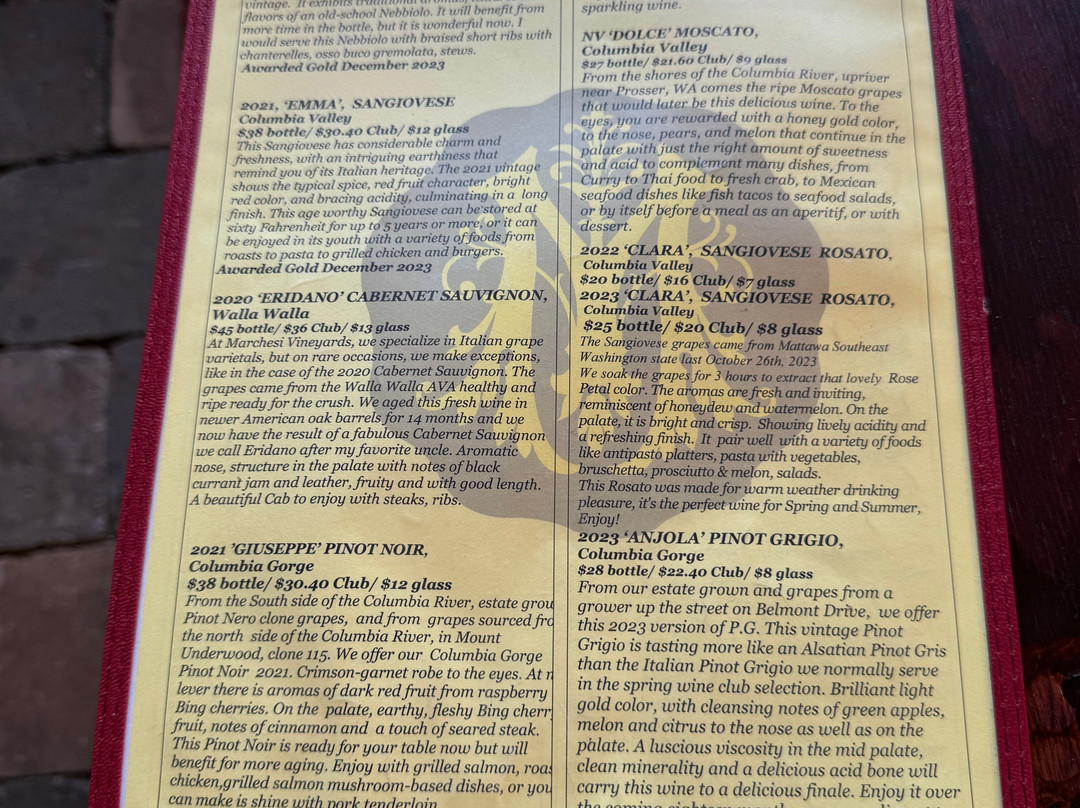 vintage. It exhibits traditional
flavors of an old-school Nebbiolo. It will benefit from
more time in the bottle, but it is wonderful now. I
would serve this Nebbiolo with braised short ribs with
chanterelles, osso buco gremolata, stews.
Awarded Gold December 2023
2021, 'EMMA', SANGIOVESE
Columbia Valley
$38 bottle/ $30.40 Club/ $12 glass
This Sangiovese has considerable charm and
freshness, with an intriguing earthiness that
remind you of its Italian heritage. The 2021 vintage
shows the typical spice, red fruit character, bright
red color, and bracing acidity, culminating in a long
finish. This age worthy Sangiovese can be stored at
sixty Fahrenheit for up to 5 years or more, or it can
be enjoyed in its youth with a variety of foods from
roasts to pasta to grilled chicken and burgers.
Awarded Gold December 2023
2020 'ERIDANO' CABERNET SAUVIGNON,
Walla Walla
$45 bottle/ $36 Club/ $13 glass
At Marchesi Vineyards, we specialize in Italian grape
varietals, but on rare occasions, we make exceptions,
like in the case of the 2020 Cabernet Sauvignon. The
grapes came from the Walla Walla AVA healthy and
ripe ready for the crush. We aged this fresh wine in
newer American oak barrels for 14 months and we
now have the result of a fabulous Cabernet Sauvignon
we call Eridano after my favorite uncle. Aromatic
nose, structure in the palate with notes of black
currant jam and leather, fruity and with good length.
A beautiful Cab to enjoy with steaks, ribs.
2021 'GIUSEPPE' PINOT NOIR,
Columbia Gorge
$38 bottle/ $30.40 Club/ $12 glass
From the South side of the Columbia River, estate grou
Pinot Nero clone grapes, and from grapes sourced fro
the north side of the Columbia River, in Mount
Underwood, clone 115. We offer our Columbia Gorge
Pinot Noir 2021. Crimson-garnet robe to the eyes. At n
lever there is aromas of dark red fruit from raspberry
Bing cherries. On the palate, earthy, fleshy Bing cherr
fruit, notes of cinnamon and a touch of seared steak.
This Pinot Noir is ready for your table now but will
benefit for more aging. Enjoy with grilled salmon, roas
chicken,grilled salmon mushroom-based dishes, or you
can make is shine with pork tenderloin
sparkling wine.
NV 'DOLCE' MOSCATO,
Columbia Valley
$27 bottle/ $21.60 Club/ $9 glass
From the shores of the Columbia River, upriver
near Prosser, WA comes the ripe Moscato grapes
that would later be this delicious wine. To the
eyes, you are rewarded with a honey gold color,
to the nose, pears, and melon that continue in the
palate with just the right amount of sweetness
and acid to complement many dishes, from
Curry to Thai food to fresh crab, to Mexican
seafood dishes like fish tacos to seafood salads,
or by itself before a meal as an aperitif, or with
dessert.
2022 'CLARA', SANGIOVESE ROSATO,
Columbia Valley
$20 bottle/ $16 Club/ $7 glass
2023 'CLARA', SANGIOVESE ROSATO,
Columbia Valley
$25 bottle/ $20 Club/ $8 glass
The Sangiovese grapes came from Mattawa Southeast
Washington state last October 26th, 2023
We soak the grapes for 3 hours to extract that lovely Rose
Petal color. The aromas are fresh and inviting,
reminiscent of honeydew and watermelon. On the
palate, it is bright and crisp. Showing lively acidity and
a refreshing finish. It pair well with a variety of foods
like antipasto platters, pasta with vegetables,
bruschetta, prosciutto & melon, salads.
This Rosato was made for warm weather drinking
pleasure, it's the perfect wine for Spring and Summer,
Enjoy!
2023 'ANJOLA' PINOT GRIGIO,
Columbia Gorge
$28 bottle/ $22.40 Club/ $8 glass
From our estate grown and grapes from a
grower up the street on Belmont Drive, we offer
this 2023 version of P.G. This vintage Pinot
Grigio is tasting more like an Alsatian Pinot Gris
than the Italian Pinot Grigio we normally serve
in the spring wine club selection. Brilliant light
gold color, with cleansing notes of green apples,
melon and citrus to the nose as well as on the
palate. A luscious viscosity in the mid palate,
clean minerality and a delicious acid bone will
carry this wine to a delicious finale. Enjoy it over
the coming eighteen